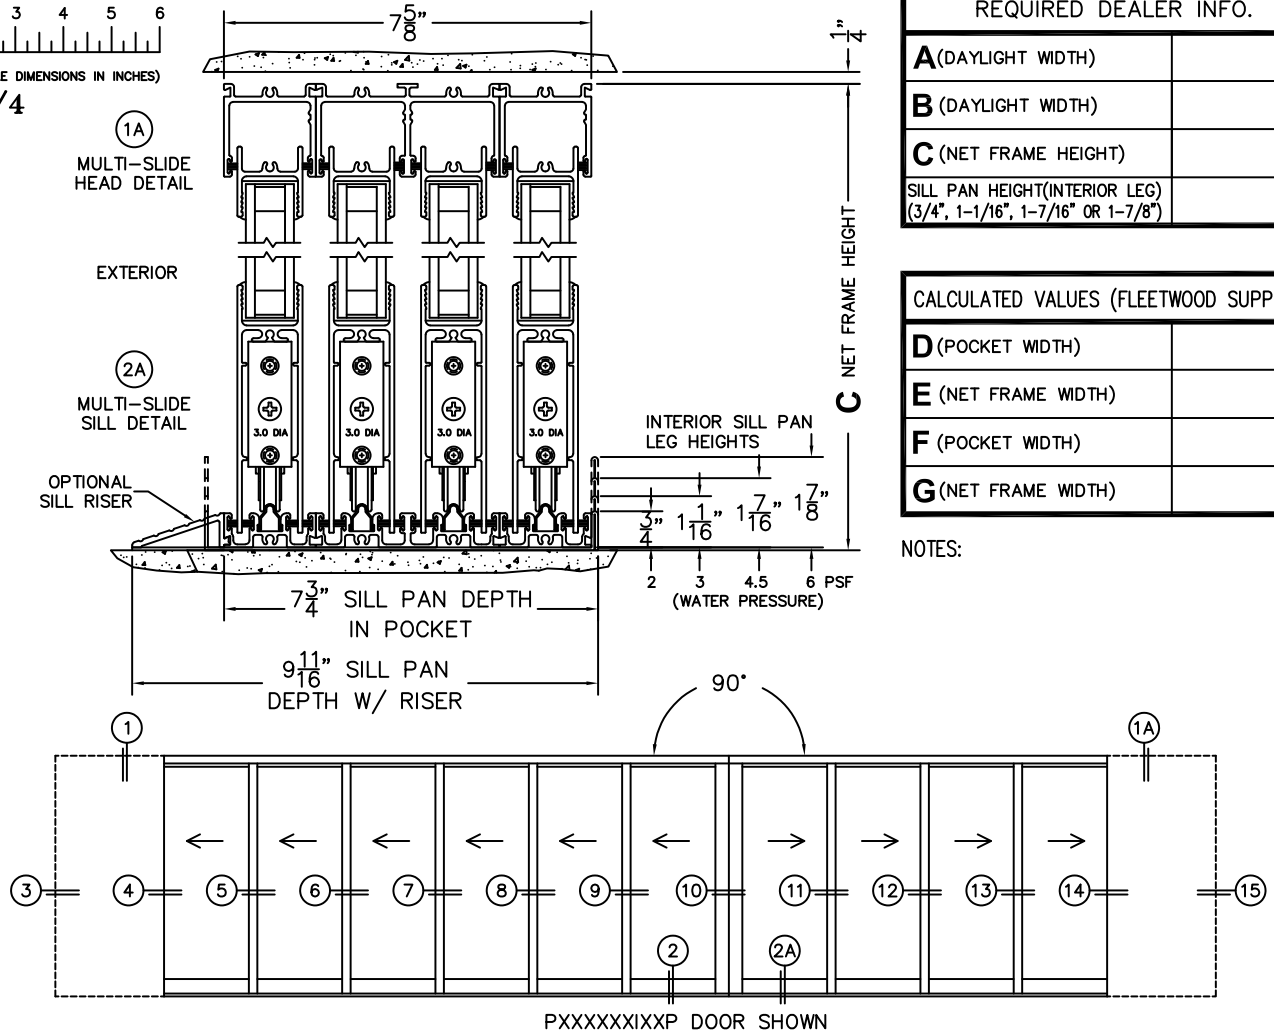 3 4 5 6
LE DIMENSIONS IN INCHES)
/4
7 5/8"
1/4"
1A
MULTI-SLIDE
HEAD DETAIL
EXTERIOR
2A
MULTI-SLIDE
SILL DETAIL
3.0 DIA 3.0 DIA 3.0 DIA 3.0 DIA
OPTIONAL
SILL RISER
INTERIOR SILL PAN
LEG HEIGHTS
3/4" 1 1/16" 1 7/16" 1 7/8"
2 3 4.5 6 PSF
(WATER PRESSURE)
C NET FRAME HEIGHT
7 3/4" SILL PAN DEPTH
IN POCKET
9 11/16" SILL PAN
DEPTH W/ RISER
REQUIRED DEALER INFO.
A (DAYLIGHT WIDTH)
B (DAYLIGHT WIDTH)
C (NET FRAME HEIGHT)
SILL PAN HEIGHT(INTERIOR LEG)
(3/4", 1-1/16", 1-7/16" OR 1-7/8")
CALCULATED VALUES (FLEETWOOD SUPP
D (POCKET WIDTH)
E (NET FRAME WIDTH)
F (POCKET WIDTH)
G (NET FRAME WIDTH)
NOTES:
90°
1 1A
3 4 5 6 7 8 9 10 11 12 13 14 15
2 2A
PXXXXXXIXXP DOOR SHOWN